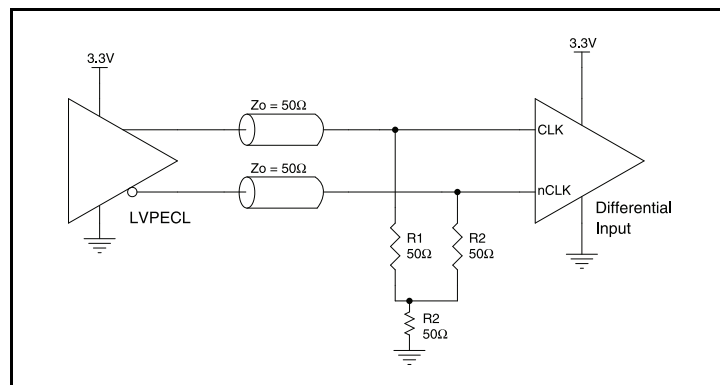 3.3V
3.3V
Zo = 50Ω
CLK
Zo = 50Ω
nCLK
LVPECL
Differential
Input
R1
50Ω
R2
50Ω
R2
50Ω